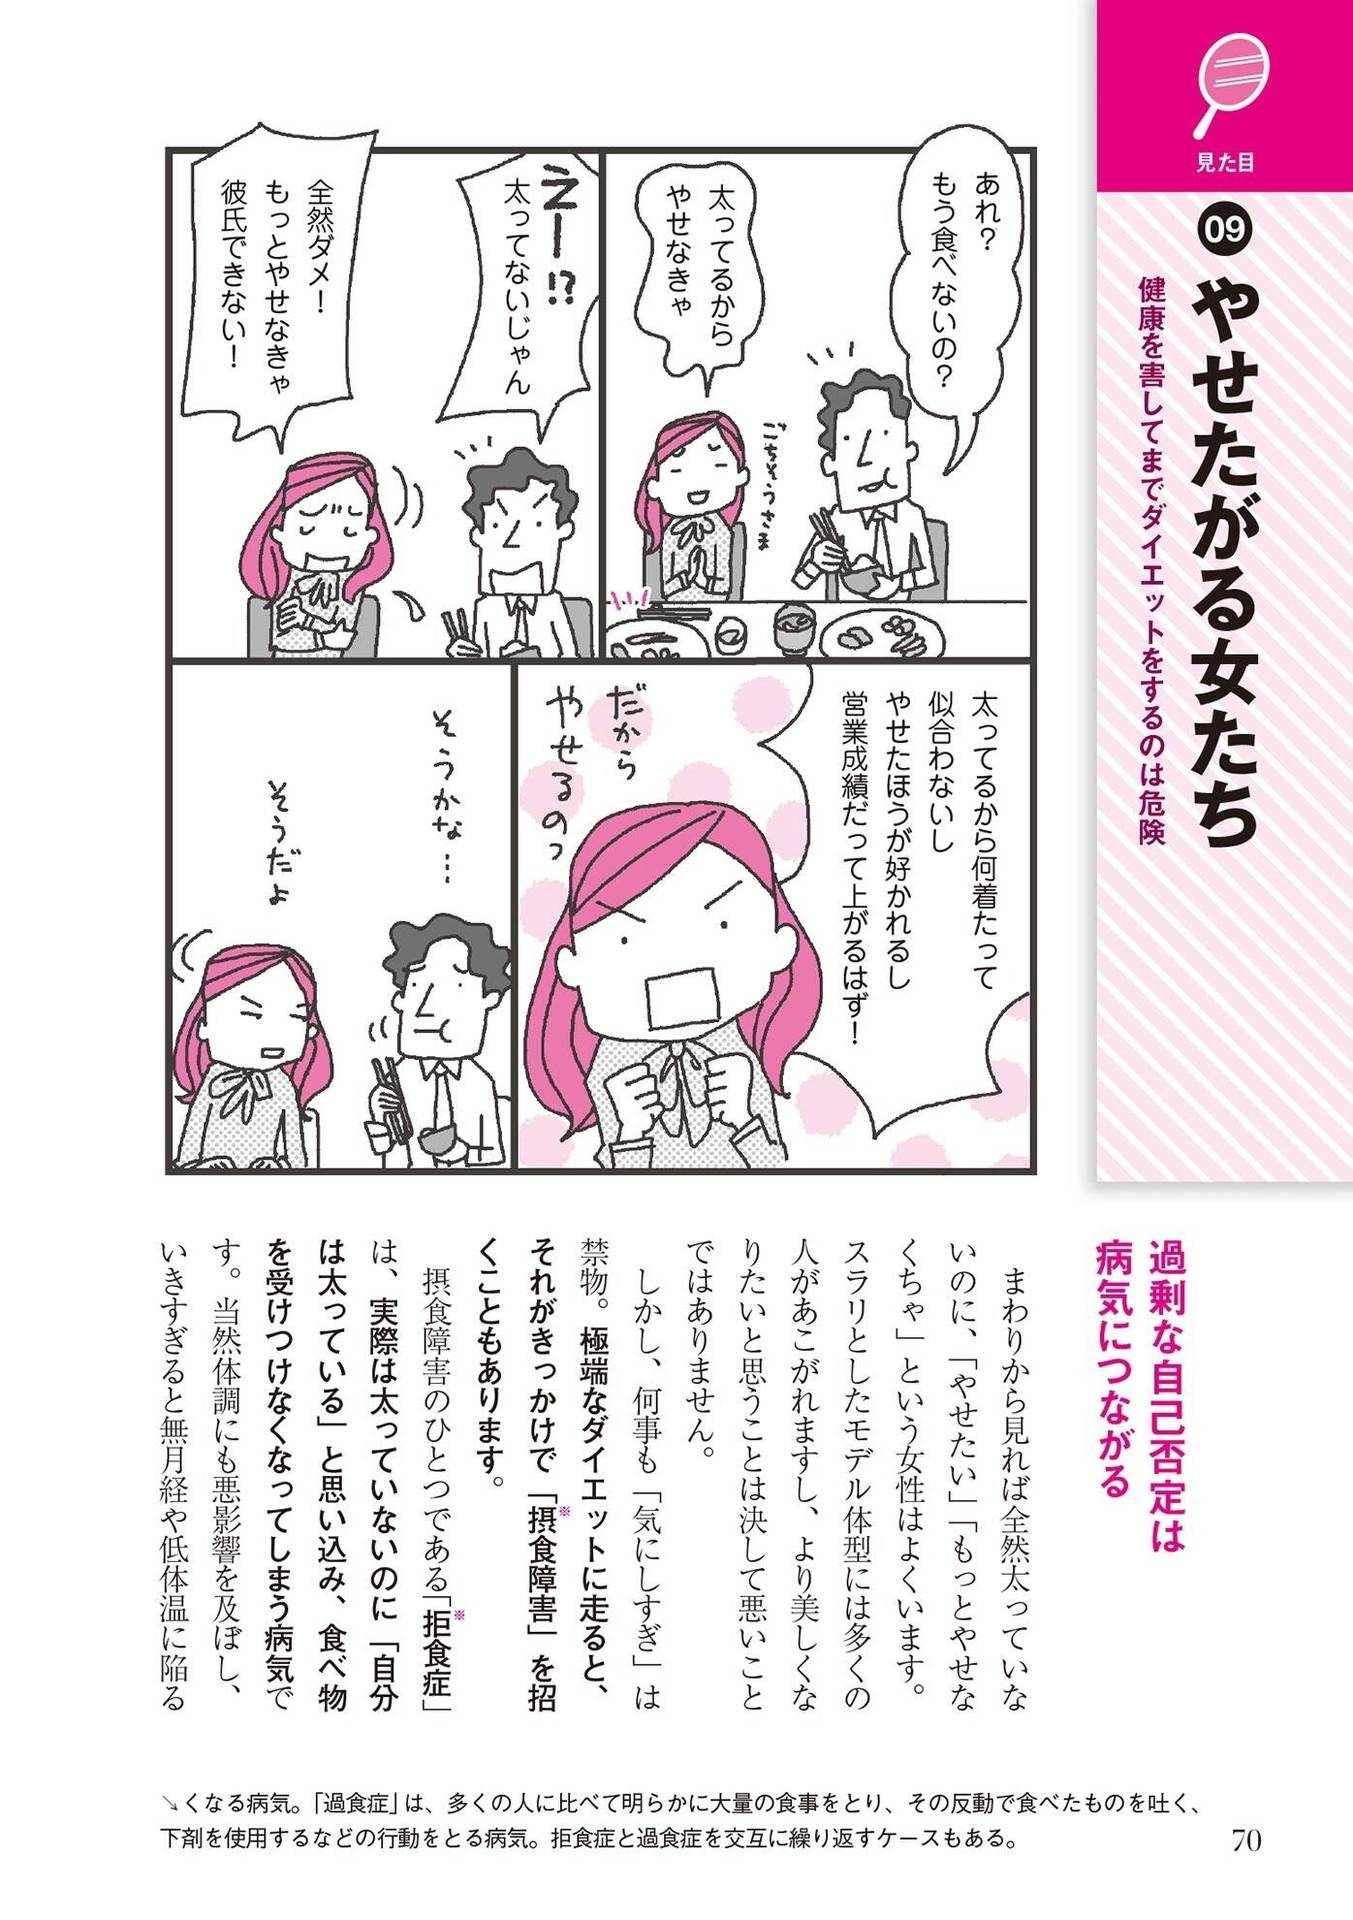 見た目
09
やせたがる女たち
健康を害してまでダイエットをするのは危険
あれ?
もう食べないの?
太ってるから
やせなきゃ
ごちそうさま
えー!?
太ってないじゃん
全然ダメ!
もっとやせなきゃ
彼氏できない!
太ってるから何着たって
似合わないし
やせたほうが好かれるし
営業成績だって上がるはず!
だから
やせるのっ
そうかな…
そうだよ
過剰な自己否定は
病気につながる
まわりから見れば全然太っていな
いのに、「やせたい」「もっとやせな
くちゃ」という女性はよくいます。
スラリとしたモデル体型には多くの
人があこがれますし、より美しくな
りたいと思うことは決して悪いこと
ではありません。
しかし、何事も「気にしすぎ」は
禁物。極端なダイエットに走ると、
それがきっかけで「摂食障害※」を招
くこともあります。
摂食障害のひとつである「拒食症※」
は、実際は太っていないのに「自分
は太っている」と思い込み、食べ物
を受けつけなくなってしまう病気で
す。当然体調にも悪影響を及ぼし、
いきすぎると無月経や低体温に陥る
↘くなる病気。「過食症」は、多くの人に比べて明らかに大量の食事をとり、その反動で食べたものを吐く、
下剤を使用するなどの行動をとる病気。拒食症と過食症を交互に繰り返すケースもある。
70